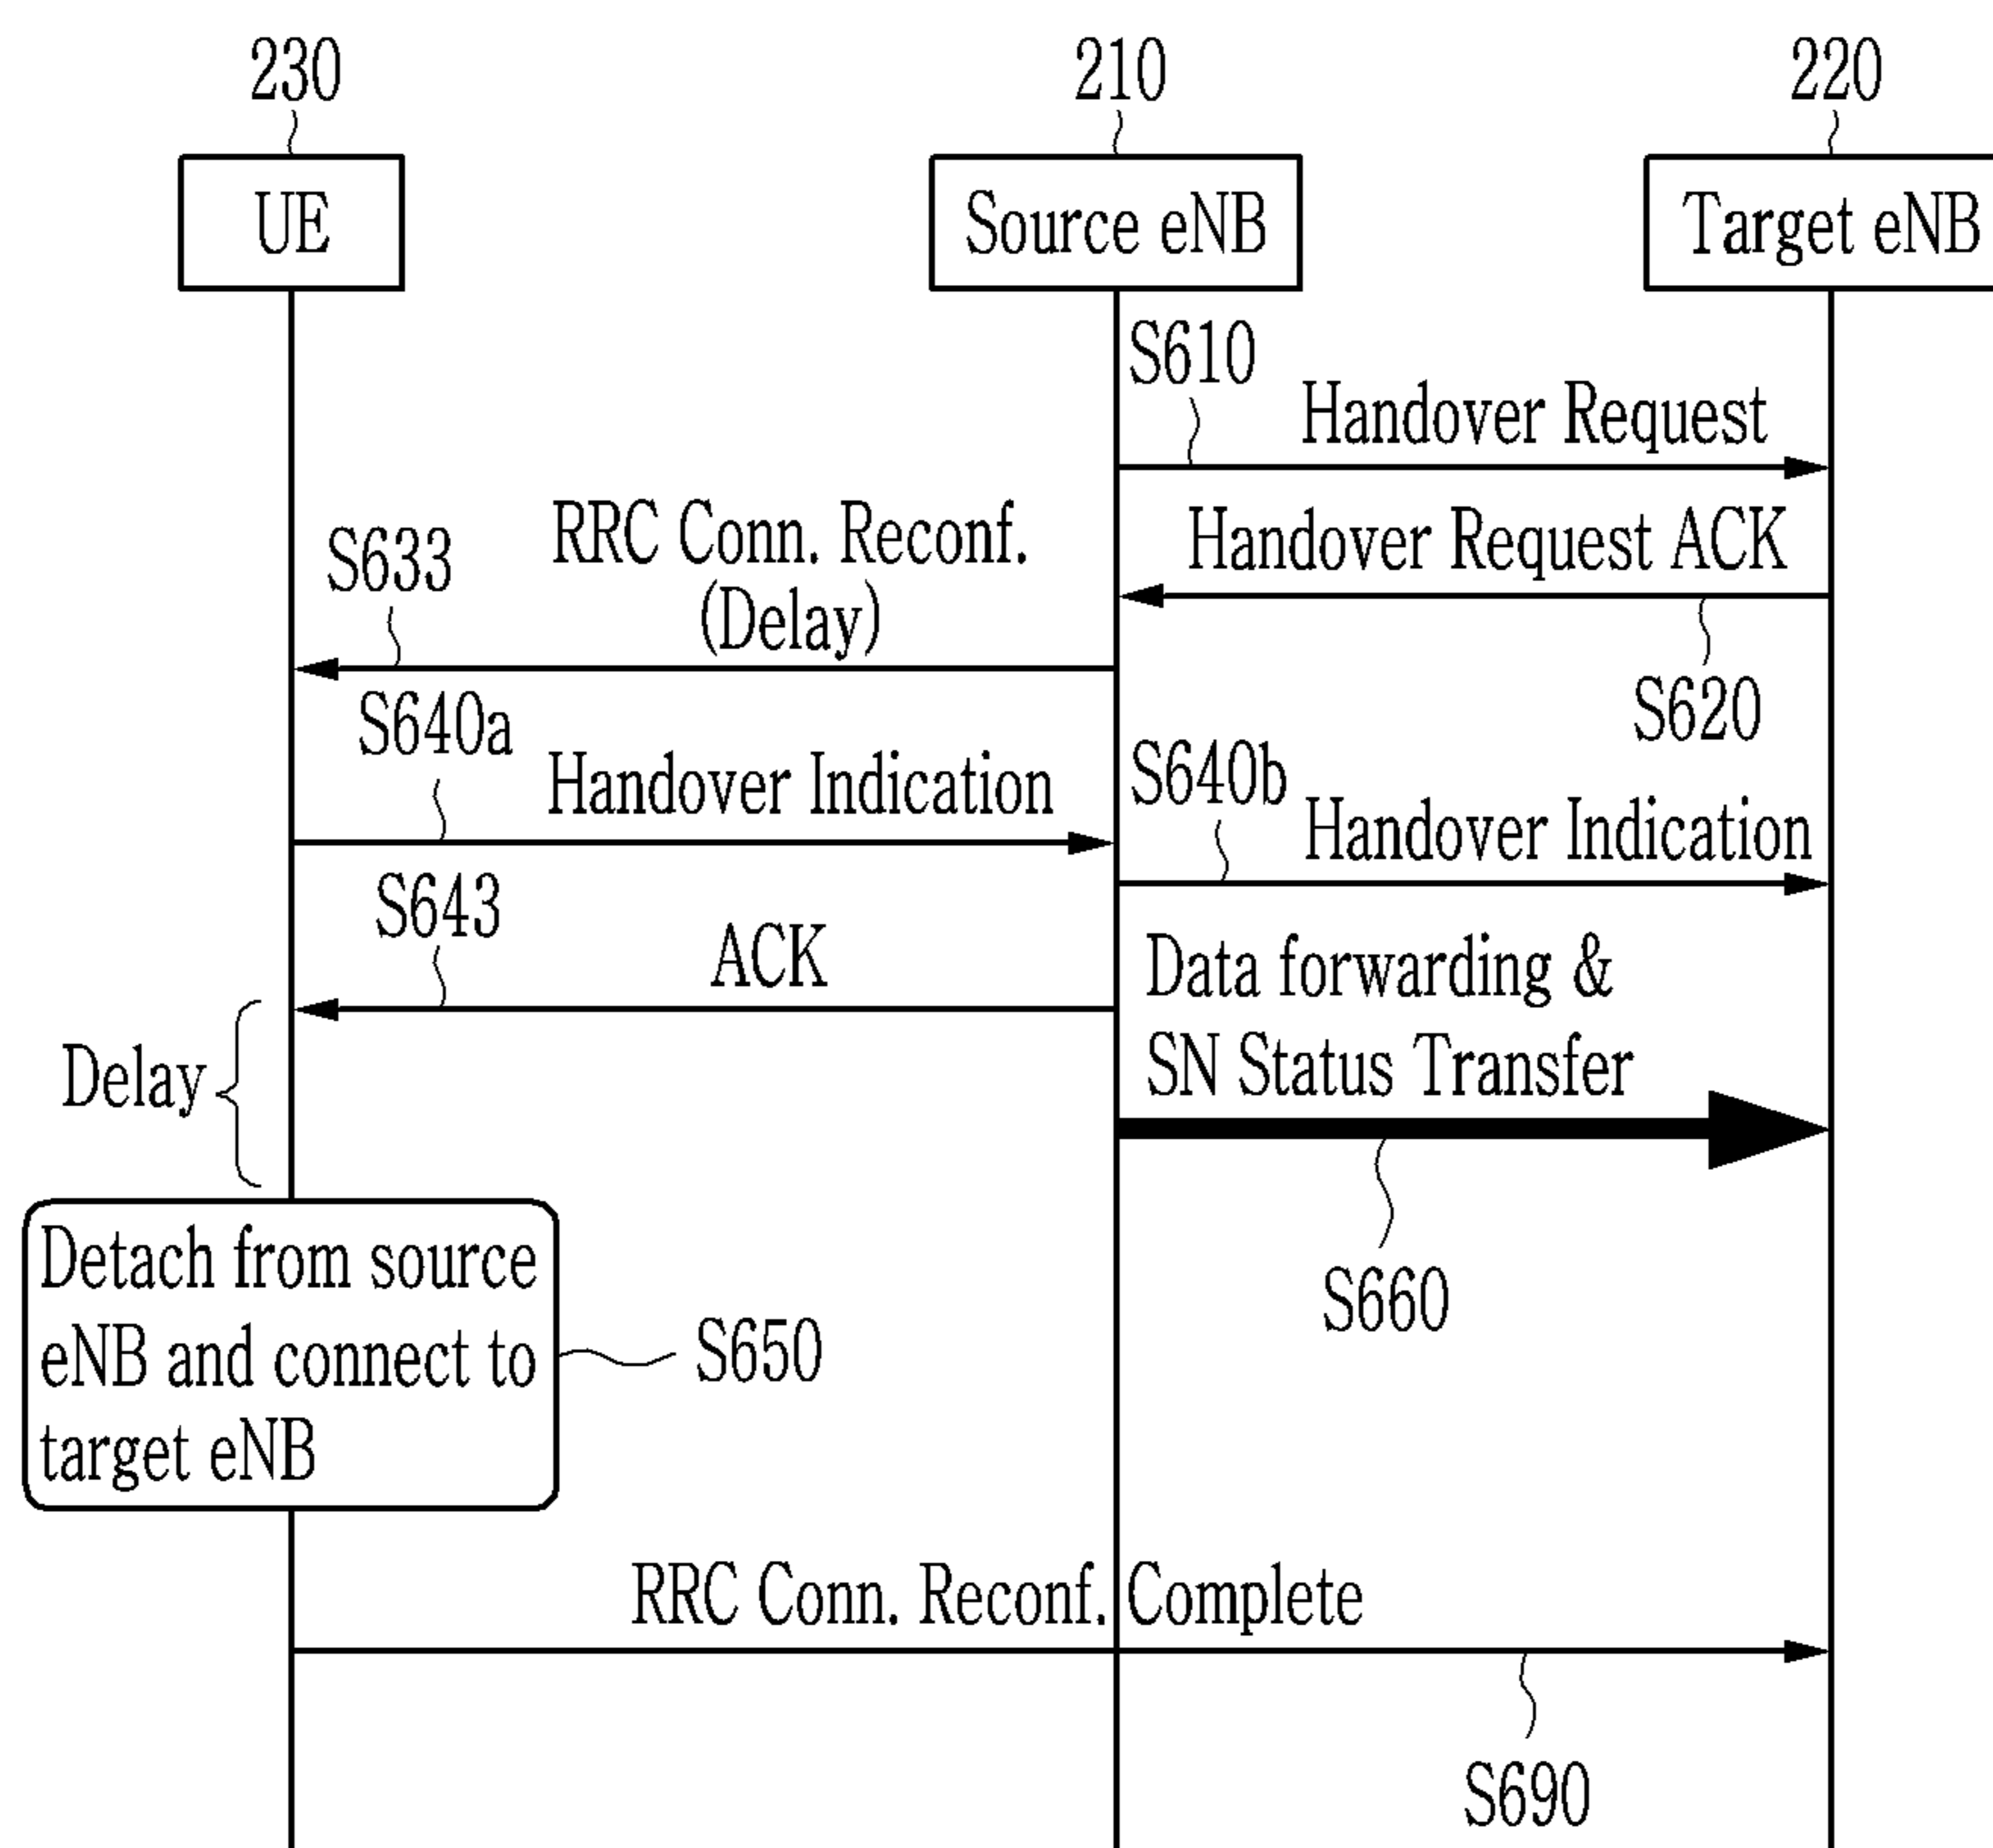 230
210
220
UE
Source eNB
Target eNB
S610
Handover Request
RRC Conn. Reconf.
(Delay)
S633
Handover Request ACK
S620
S640a
Handover Indication
S640b
Handover Indication
S643
ACK
Data forwarding &
SN Status Transfer
Delay
S660
Detach from source
eNB and connect to
target eNB
S650
RRC Conn. Reconf. Complete
S690